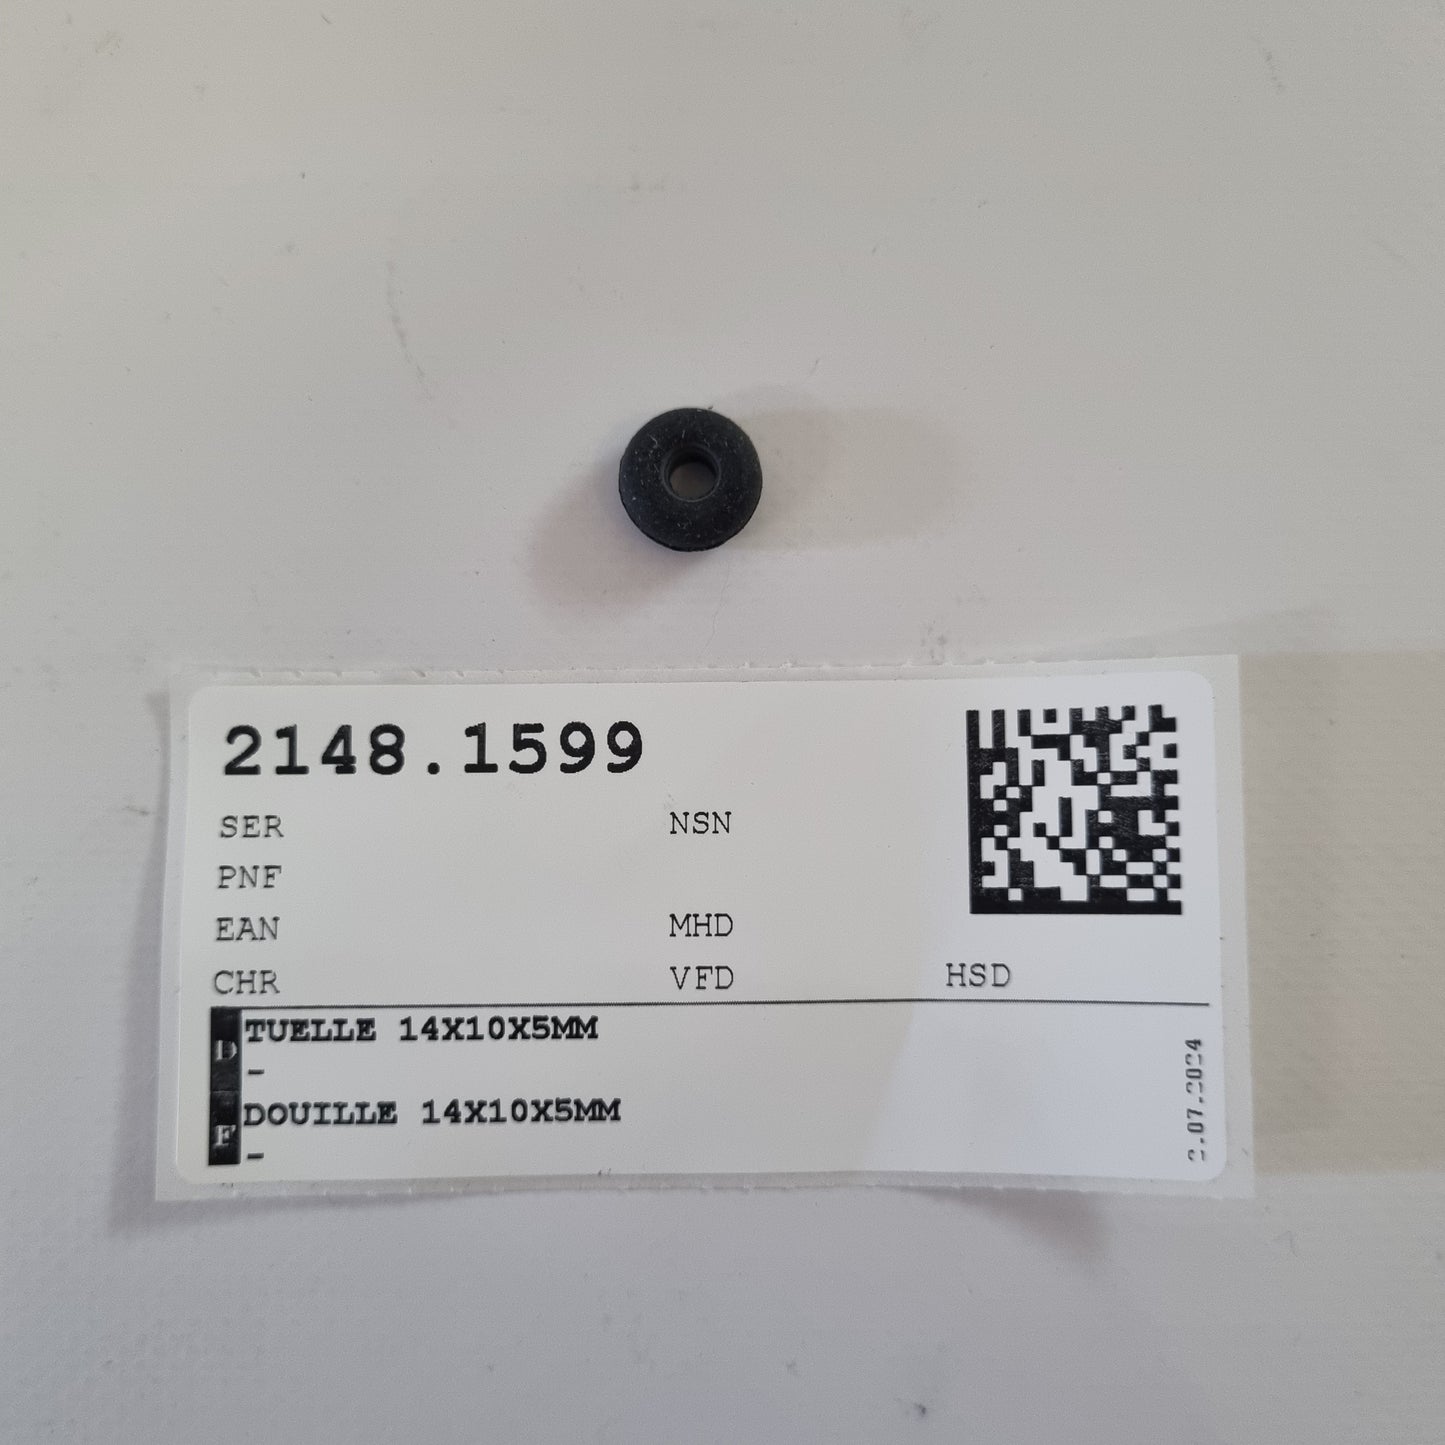 2148.1599
SER NSN
PNF
EAN MHD
CHR VFD HSD
D TUELLE 14X10X5MM
-
F DOUILLE 14X10X5MM
-